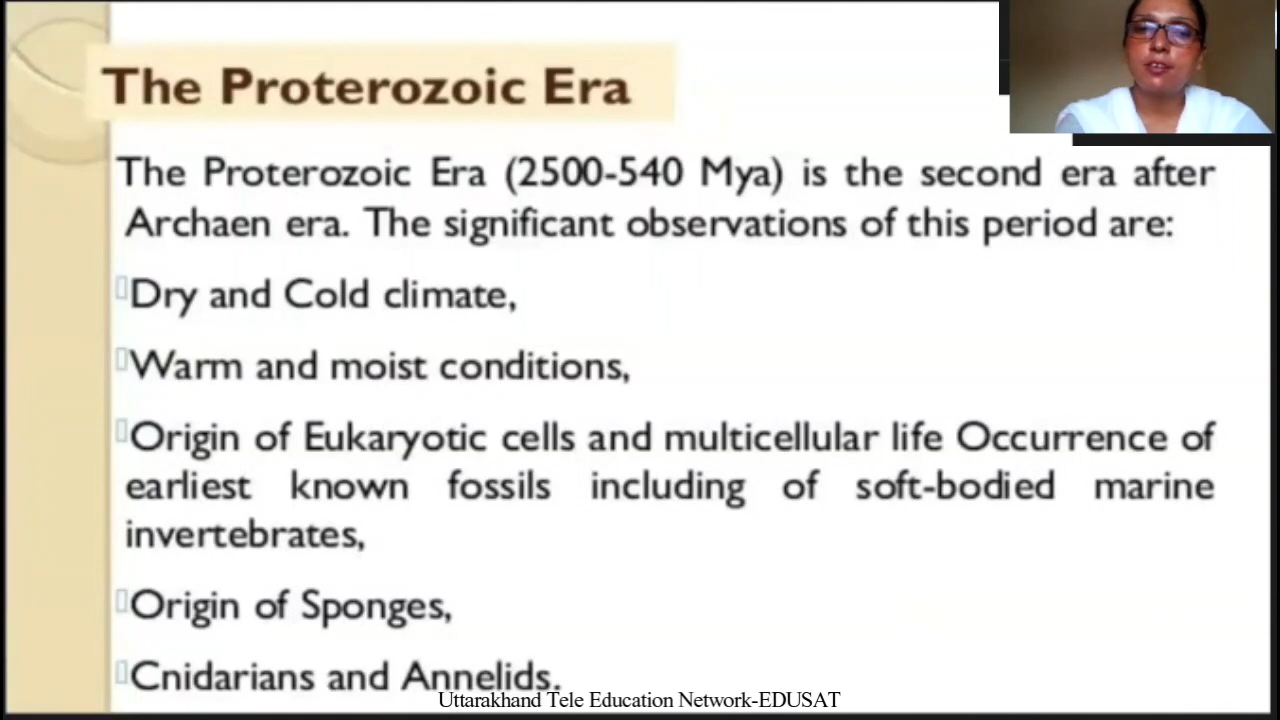 The Proterozoic Era
The Proterozoic Era (2500-540 Mya) is the second era after
Archaen era. The significant observations of this period are:
Dry and Cold climate,
Warm and moist conditions,
Origin of Eukaryotic cells and multicellular life Occurrence of
earliest known fossils including of soft-bodied marine
invertebrates,
Origin of Sponges,
Cnidarians and Annelids.
Uttarakhand Tele Education Network-EDUSAT